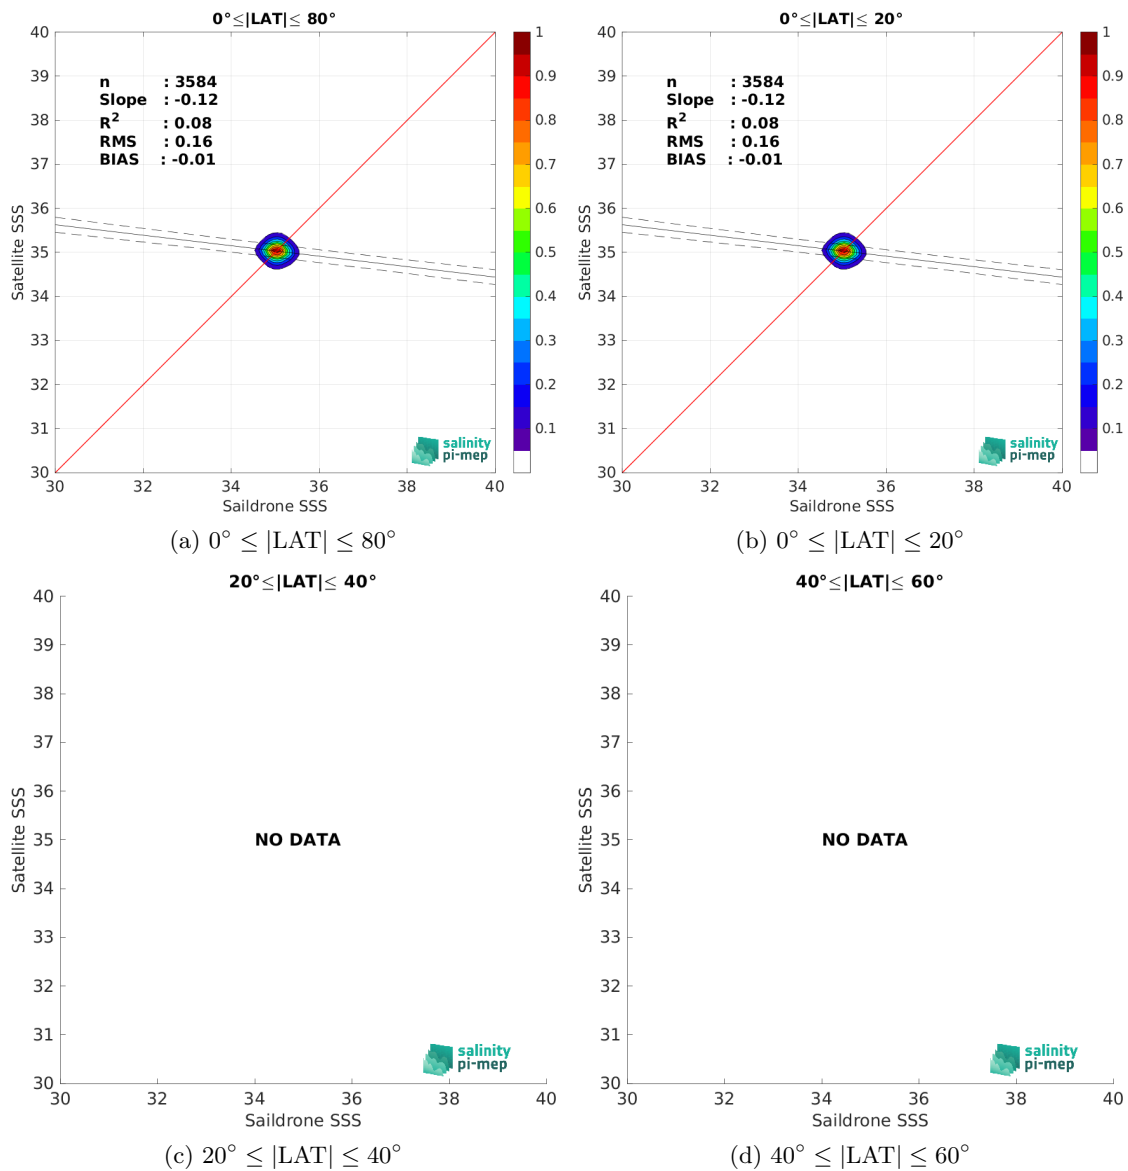 0°≤|LAT|≤ 80°
40
39
38
37
36
35
34
33
32
31
30
Satellite SSS
n : 3584
Slope : -0.12
R² : 0.08
RMS : 0.16
BIAS : -0.01
salinity
pi-mep
30 32 34 36 38 40
Saildrone SSS
1
0.9
0.8
0.7
0.6
0.5
0.4
0.3
0.2
0.1
(a) 0° ≤ |LAT| ≤ 80°
0°≤|LAT|≤ 20°
40
39
38
37
36
35
34
33
32
31
30
Satellite SSS
n : 3584
Slope : -0.12
R² : 0.08
RMS : 0.16
BIAS : -0.01
salinity
pi-mep
30 32 34 36 38 40
Saildrone SSS
1
0.9
0.8
0.7
0.6
0.5
0.4
0.3
0.2
0.1
(b) 0° ≤ |LAT| ≤ 20°
20°≤|LAT|≤ 40°
40
39
38
37
36
35
34
33
32
31
30
Satellite SSS
NO DATA
salinity
pi-mep
30 32 34 36 38 40
Saildrone SSS
(c) 20° ≤ |LAT| ≤ 40°
40°≤|LAT|≤ 60°
40
39
38
37
36
35
34
33
32
31
30
Satellite SSS
NO DATA
salinity
pi-mep
30 32 34 36 38 40
Saildrone SSS
(d) 40° ≤ |LAT| ≤ 60°